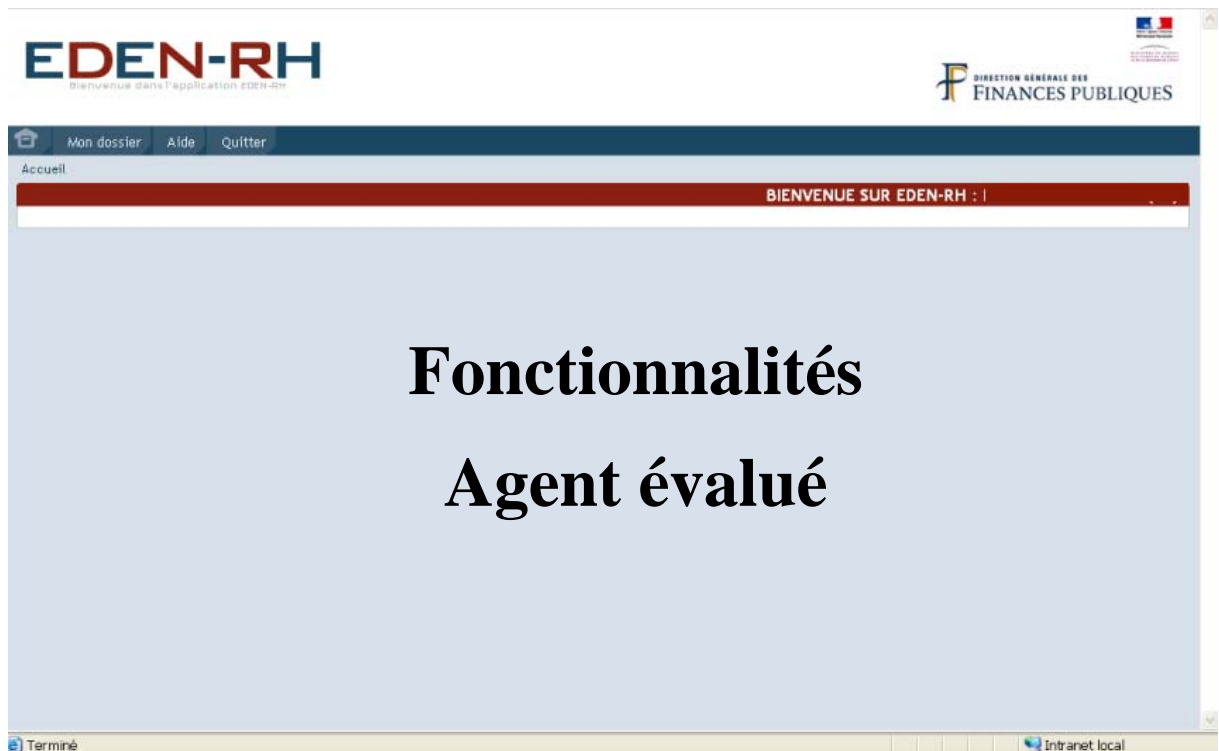 EDEN-RH
Bienvenue dans l'application EDEN-RH
DIRECTION GÉNÉRALE DES
FINANCES PUBLIQUES
Mon dossier Aide Quitter
Accueil
BIENVENUE SUR EDEN-RH :
Fonctionnalités
Agent évalué
Terminé
Intranet local